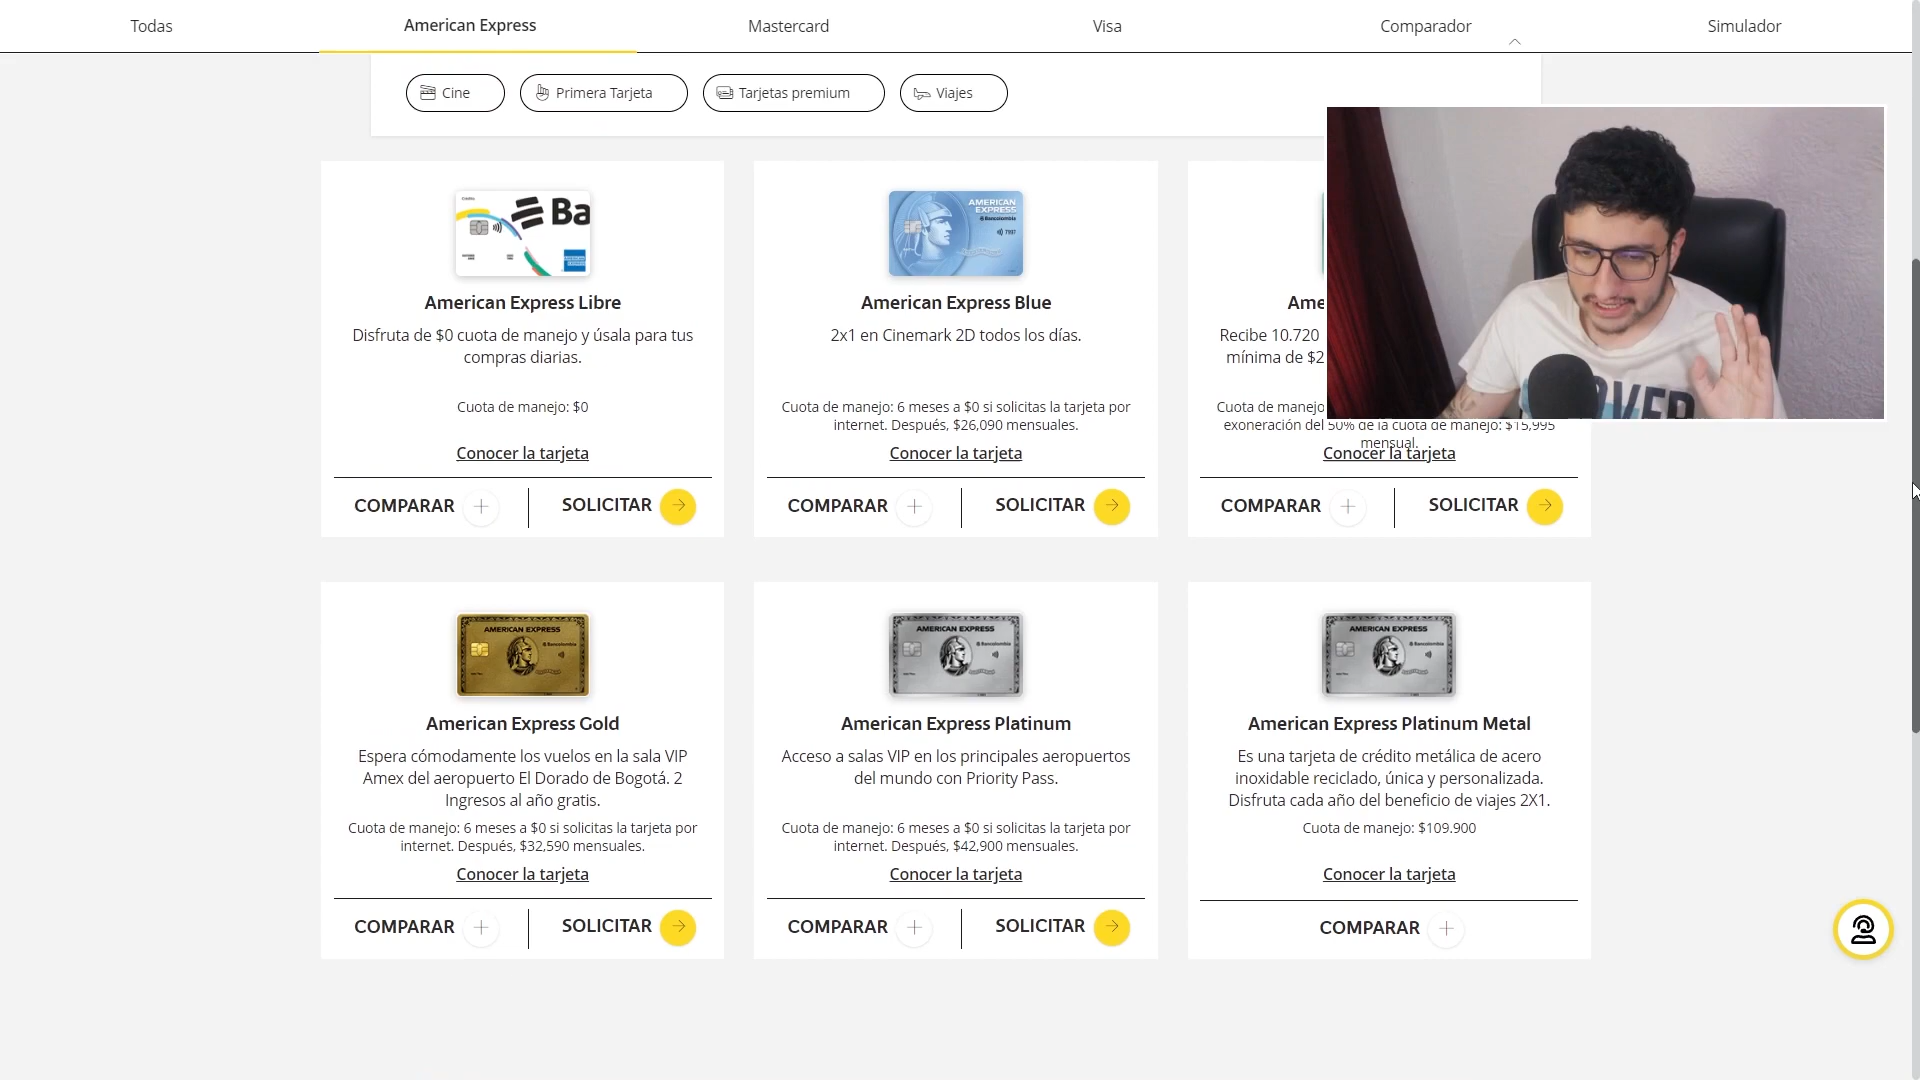 Todas
American Express
Mastercard
Visa
Comparador
Simulador
Cine
Primera Tarjeta
Tarjetas premium
Viajes
Ba
American Express Libre
Disfruta de $0 cuota de manejo y úsala para tus
compras diarias.
Cuota de manejo: $0
Conocer la tarjeta
COMPARAR
SOLICITAR
AMERICAN
EXPRESS
Bancolombia
American Express Blue
2x1 en Cinemark 2D todos los días.
Cuota de manejo: 6 meses a $0 si solicitas la tarjeta por
internet. Después, $26,090 mensuales.
Conocer la tarjeta
COMPARAR
SOLICITAR
Ame
Recibe 10.720
mínima de $2
Cuota de manejo
exoneración del 50% de la cuota de manejo: $15,995
mensual.
Conocer la tarjeta
COMPARAR
SOLICITAR
OVER
AMERICAN EXPRESS
Bancolombia
American Express Gold
Espera cómodamente los vuelos en la sala VIP
Amex del aeropuerto El Dorado de Bogotá. 2
Ingresos al año gratis.
Cuota de manejo: 6 meses a $0 si solicitas la tarjeta por
internet. Después, $32,590 mensuales.
Conocer la tarjeta
COMPARAR
SOLICITAR
AMERICAN EXPRESS
Bancolombia
American Express Platinum
Acceso a salas VIP en los principales aeropuertos
del mundo con Priority Pass.
Cuota de manejo: 6 meses a $0 si solicitas la tarjeta por
internet. Después, $42,900 mensuales.
Conocer la tarjeta
COMPARAR
SOLICITAR
AMERICAN EXPRESS
Bancolombia
American Express Platinum Metal
Es una tarjeta de crédito metálica de acero
inoxidable reciclado, única y personalizada.
Disfruta cada año del beneficio de viajes 2X1.
Cuota de manejo: $109.900
Conocer la tarjeta
COMPARAR